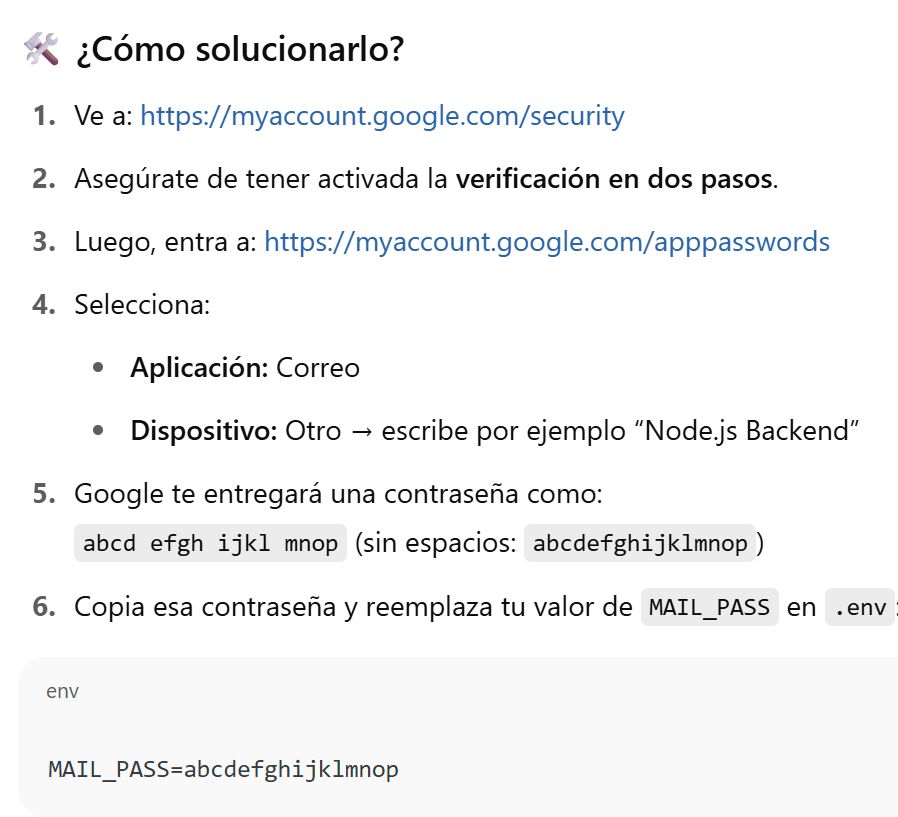 🛠️ ¿Cómo solucionarlo?
1. Ve a: https://myaccount.google.com/security
2. Asegúrate de tener activada la verificación en dos pasos.
3. Luego, entra a: https://myaccount.google.com/apppasswords
4. Selecciona:
• Aplicación: Correo
• Dispositivo: Otro → escribe por ejemplo “Node.js Backend”
5. Google te entregará una contraseña como:
abcd efgh ijkl mnop (sin espacios: abcdefghijklmnop)
6. Copia esa contraseña y reemplaza tu valor de MAIL_PASS en .env:
env
MAIL_PASS=abcdefghijklmnop